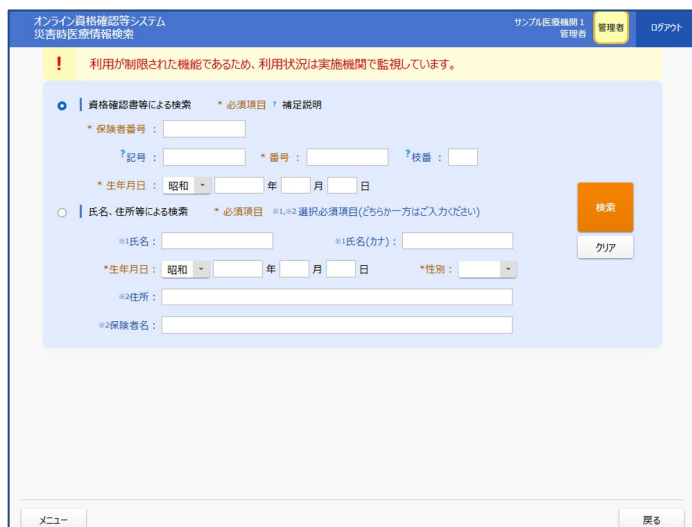 オンライン資格確認等システム
災害時医療情報検索
サンプル医療機関1
管理者
管理者
ログアウト
! 利用が制限された機能であるため、利用状況は実施機関で監視しています。
資格確認書等による検索 * 必須項目 ? 補足説明
* 保険者番号 :
?記号 : * 番号 : ?枝番 :
* 生年月日 : 昭和 年 月 日
氏名、住所等による検索 * 必須項目 ※1,※2 選択必須項目(どちらか一方はご入力ください)
検索
※1氏名 : ※1氏名(カナ) :
クリア
*生年月日 : 昭和 年 月 日 *性別 :
※2住所 :
※2保険者名 :
メニュー 戻る